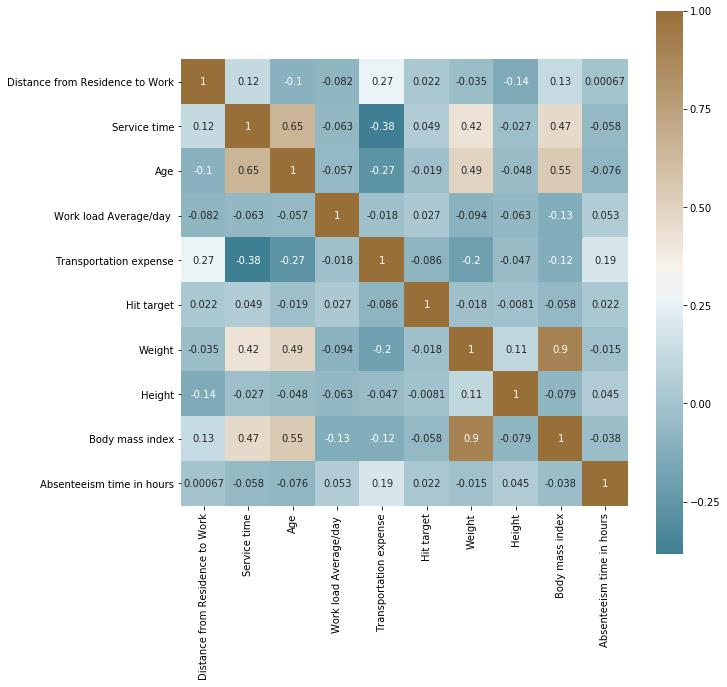 1.00
Distance from Residence to Work 1 0.12 -0.1 -0.082 0.27 0.022 -0.035 -0.14 0.13 0.00067
Service time 0.12 1 0.65 -0.063 -0.38 0.049 0.42 -0.027 0.47 -0.058
0.75
Age -0.1 0.65 1 -0.057 -0.27 -0.019 0.49 -0.048 0.55 -0.076
Work load Average/day -0.082 -0.063 -0.057 1 -0.018 0.027 -0.094 -0.063 -0.13 0.053
0.50
Transportation expense 0.27 -0.38 -0.27 -0.018 1 -0.086 -0.2 -0.047 -0.12 0.19
Hit target 0.022 0.049 -0.019 0.027 -0.086 1 -0.018 -0.0081 -0.058 0.022
0.25
Weight -0.035 0.42 0.49 -0.094 -0.2 -0.018 1 0.11 0.9 -0.015
Height -0.14 -0.027 -0.048 -0.063 -0.047 -0.0081 0.11 1 -0.079 0.045
0.00
Body mass index 0.13 0.47 0.55 -0.13 -0.12 -0.058 0.9 -0.079 1 -0.038
Absenteeism time in hours 0.00067 -0.058 -0.076 0.053 0.19 0.022 -0.015 0.045 -0.038 1
−0.25
Distance from Residence to Work
Service time
Age
Work load Average/day
Transportation expense
Hit target
Weight
Height
Body mass index
Absenteeism time in hours